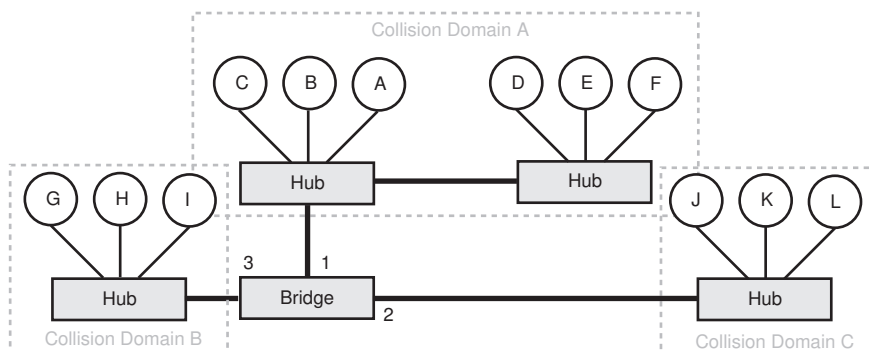 Collision Domain A
C B A D E F
Hub Hub
G H I J K L
3 1
Hub Bridge Hub
2
Collision Domain B Collision Domain C